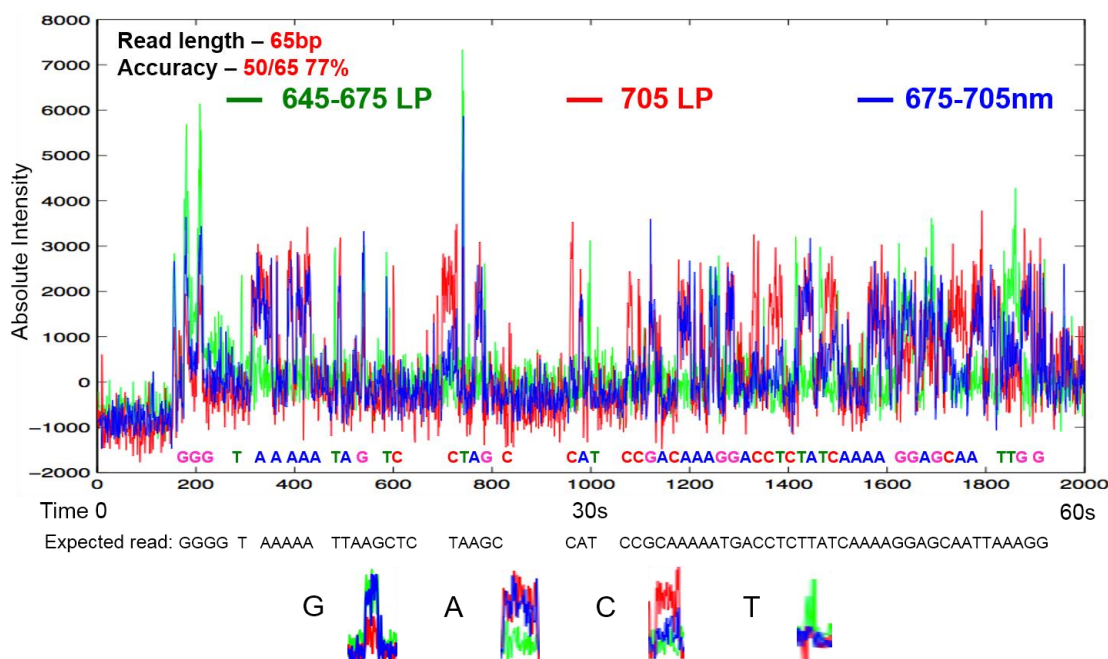 8000
7000
6000
5000
4000
3000
2000
1000
0
−1000
−2000
Absolute Intensity
Read length – 65bp
Accuracy – 50/65 77%
645-675 LP
705 LP
675-705nm
GGG T A A AAAA TA G TC CTAG C CAT CCGACAAAGGACCTCTATCAAAA GGAGCAA TTG G
0 200 400 600 800 1000 1200 1400 1600 1800 2000
Time 0 30s 60s
Expected read: GGGG T AAAAA TTAAGCTC TAAGC CAT CCGCAAAAATGACCTCTTATCAAAAGGAGCAATTAAAGG
G A C T